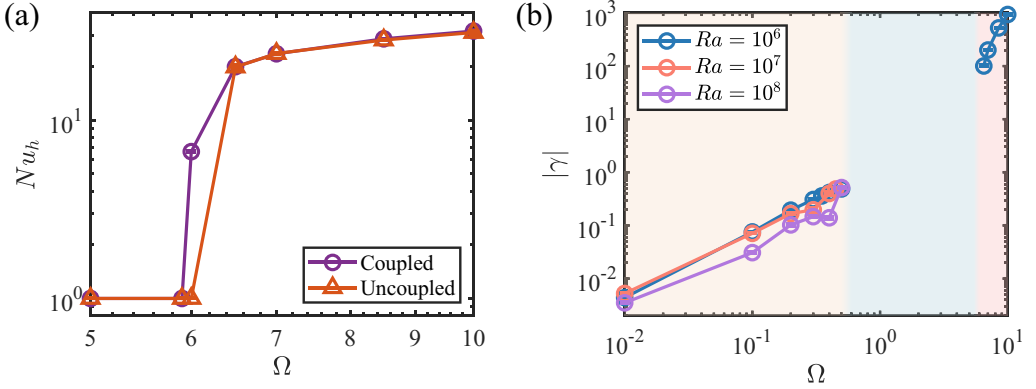 (a)
Nu_h
10^1
10^0
5
6
7
8
9
10
Ω
Coupled
Uncoupled
(b)
|γ|
10^3
10^2
10^1
10^0
10^-1
10^-2
10^-2
10^-1
10^0
10^1
Ω
Ra = 10^6
Ra = 10^7
Ra = 10^8